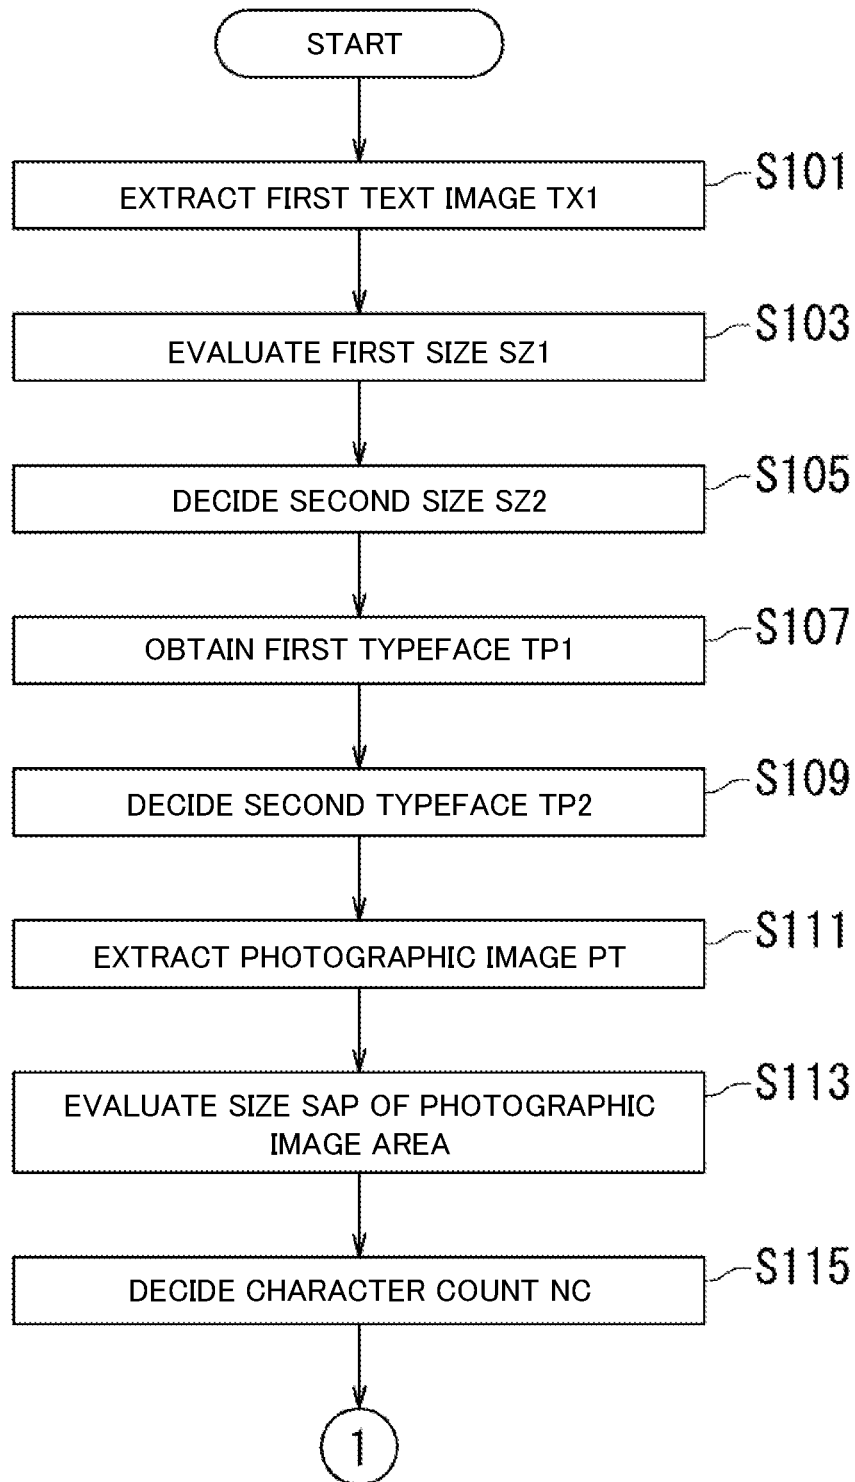 START
EXTRACT FIRST TEXT IMAGE TX1
S101
EVALUATE FIRST SIZE SZ1
S103
DECIDE SECOND SIZE SZ2
S105
OBTAIN FIRST TYPEFACE TP1
S107
DECIDE SECOND TYPEFACE TP2
S109
EXTRACT PHOTOGRAPHIC IMAGE PT
S111
EVALUATE SIZE SAP OF PHOTOGRAPHIC
IMAGE AREA
S113
DECIDE CHARACTER COUNT NC
S115
1